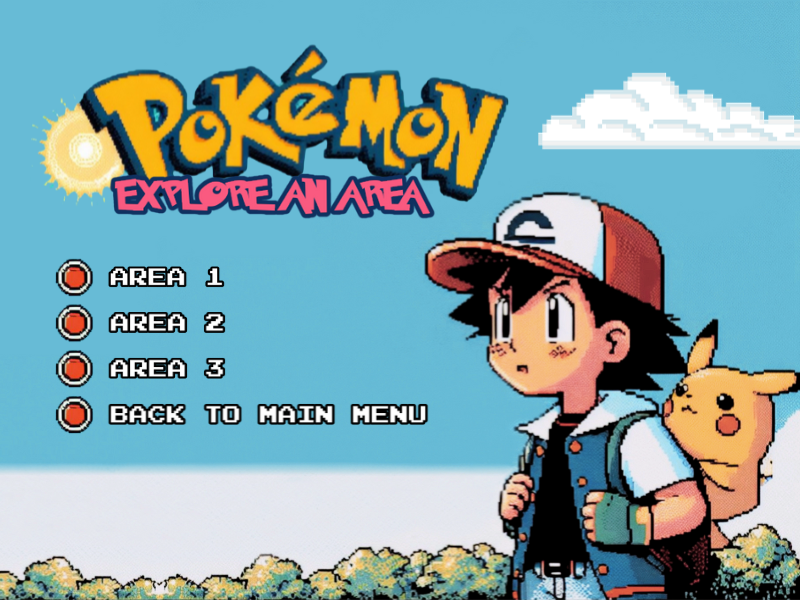 POKéMON
EXPLORE AN AREA
AREA 1
AREA 2
AREA 3
BACK TO MAIN MENU